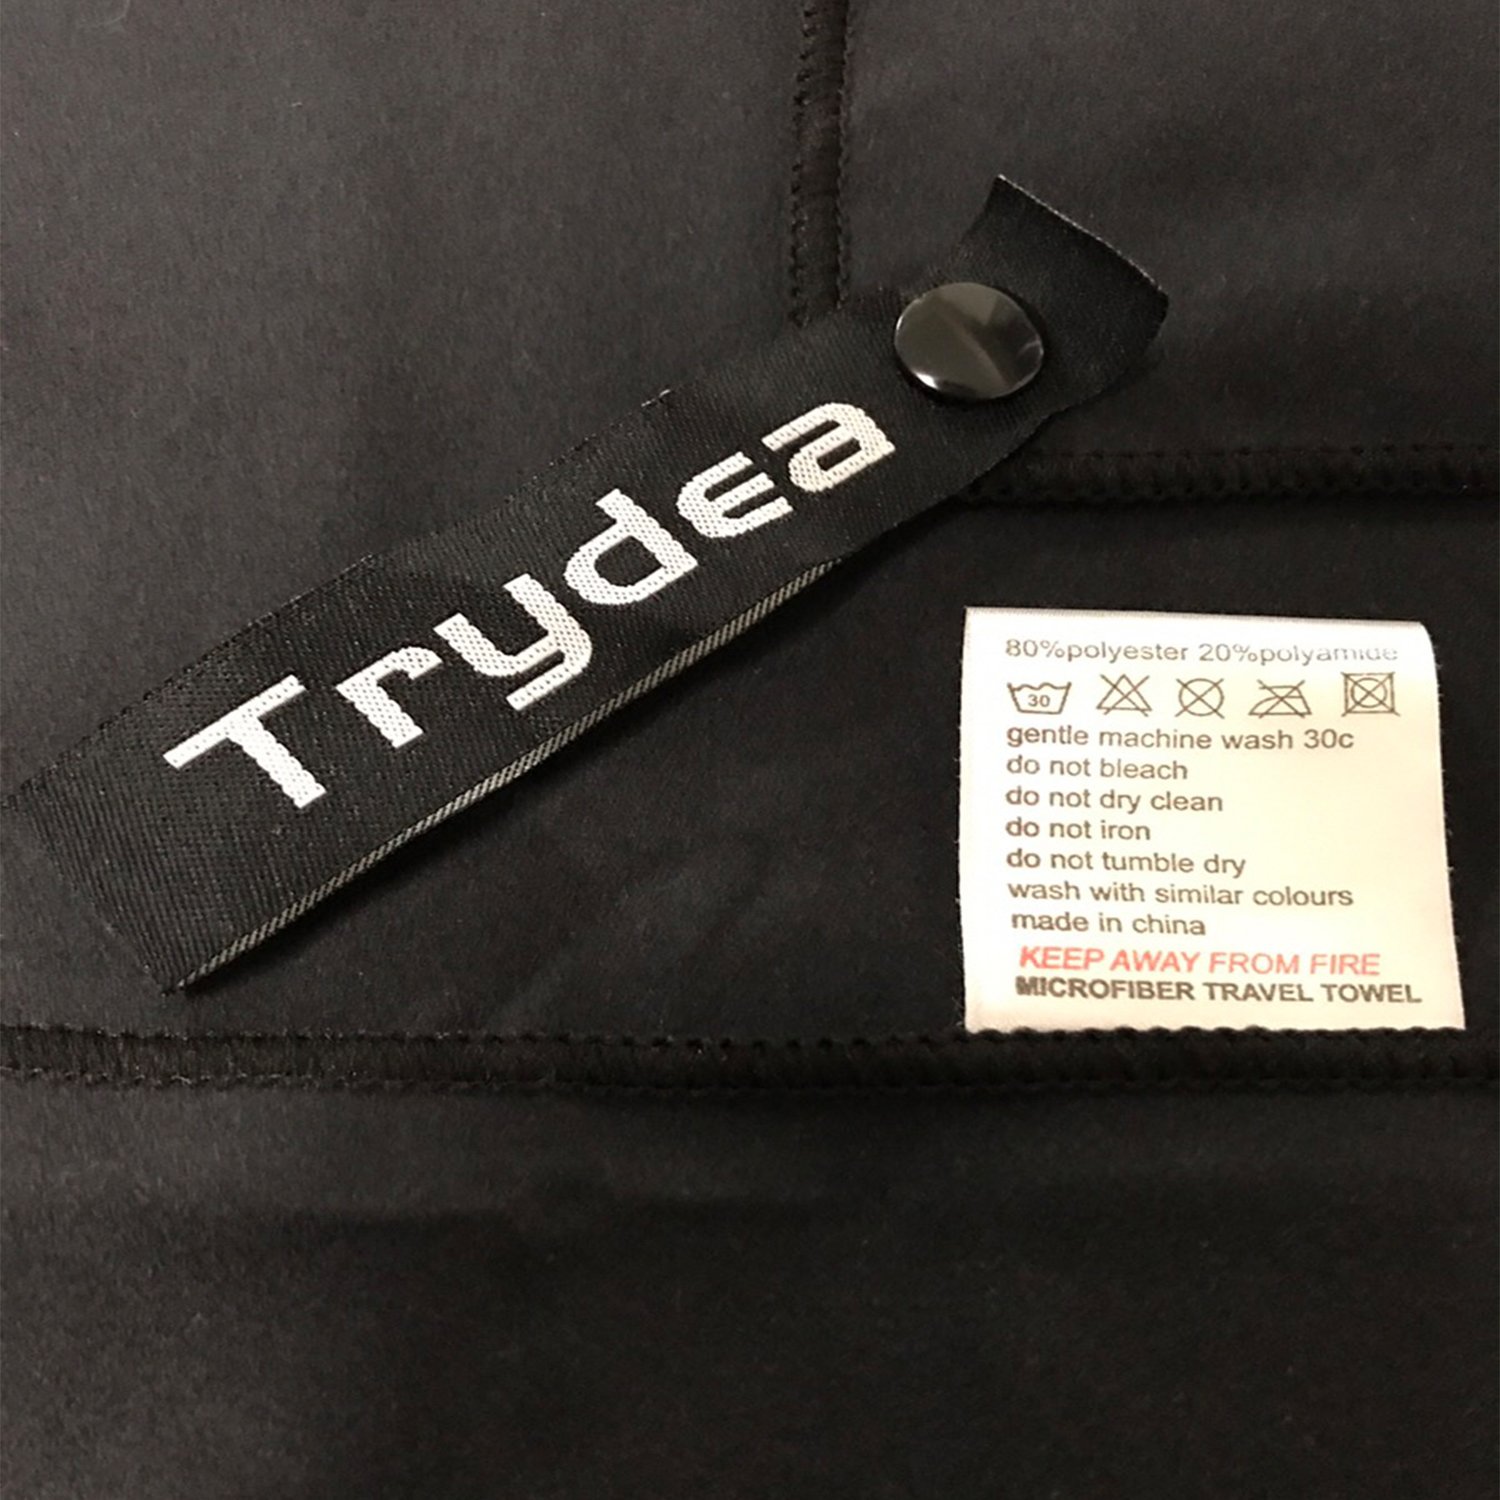 Trydea
80%polyester 20%polyamide
30
gentle machine wash 30c
do not bleach
do not dry clean
do not iron
do not tumble dry
wash with similar colours
made in china
KEEP AWAY FROM FIRE
MICROFIBER TRAVEL TOWEL